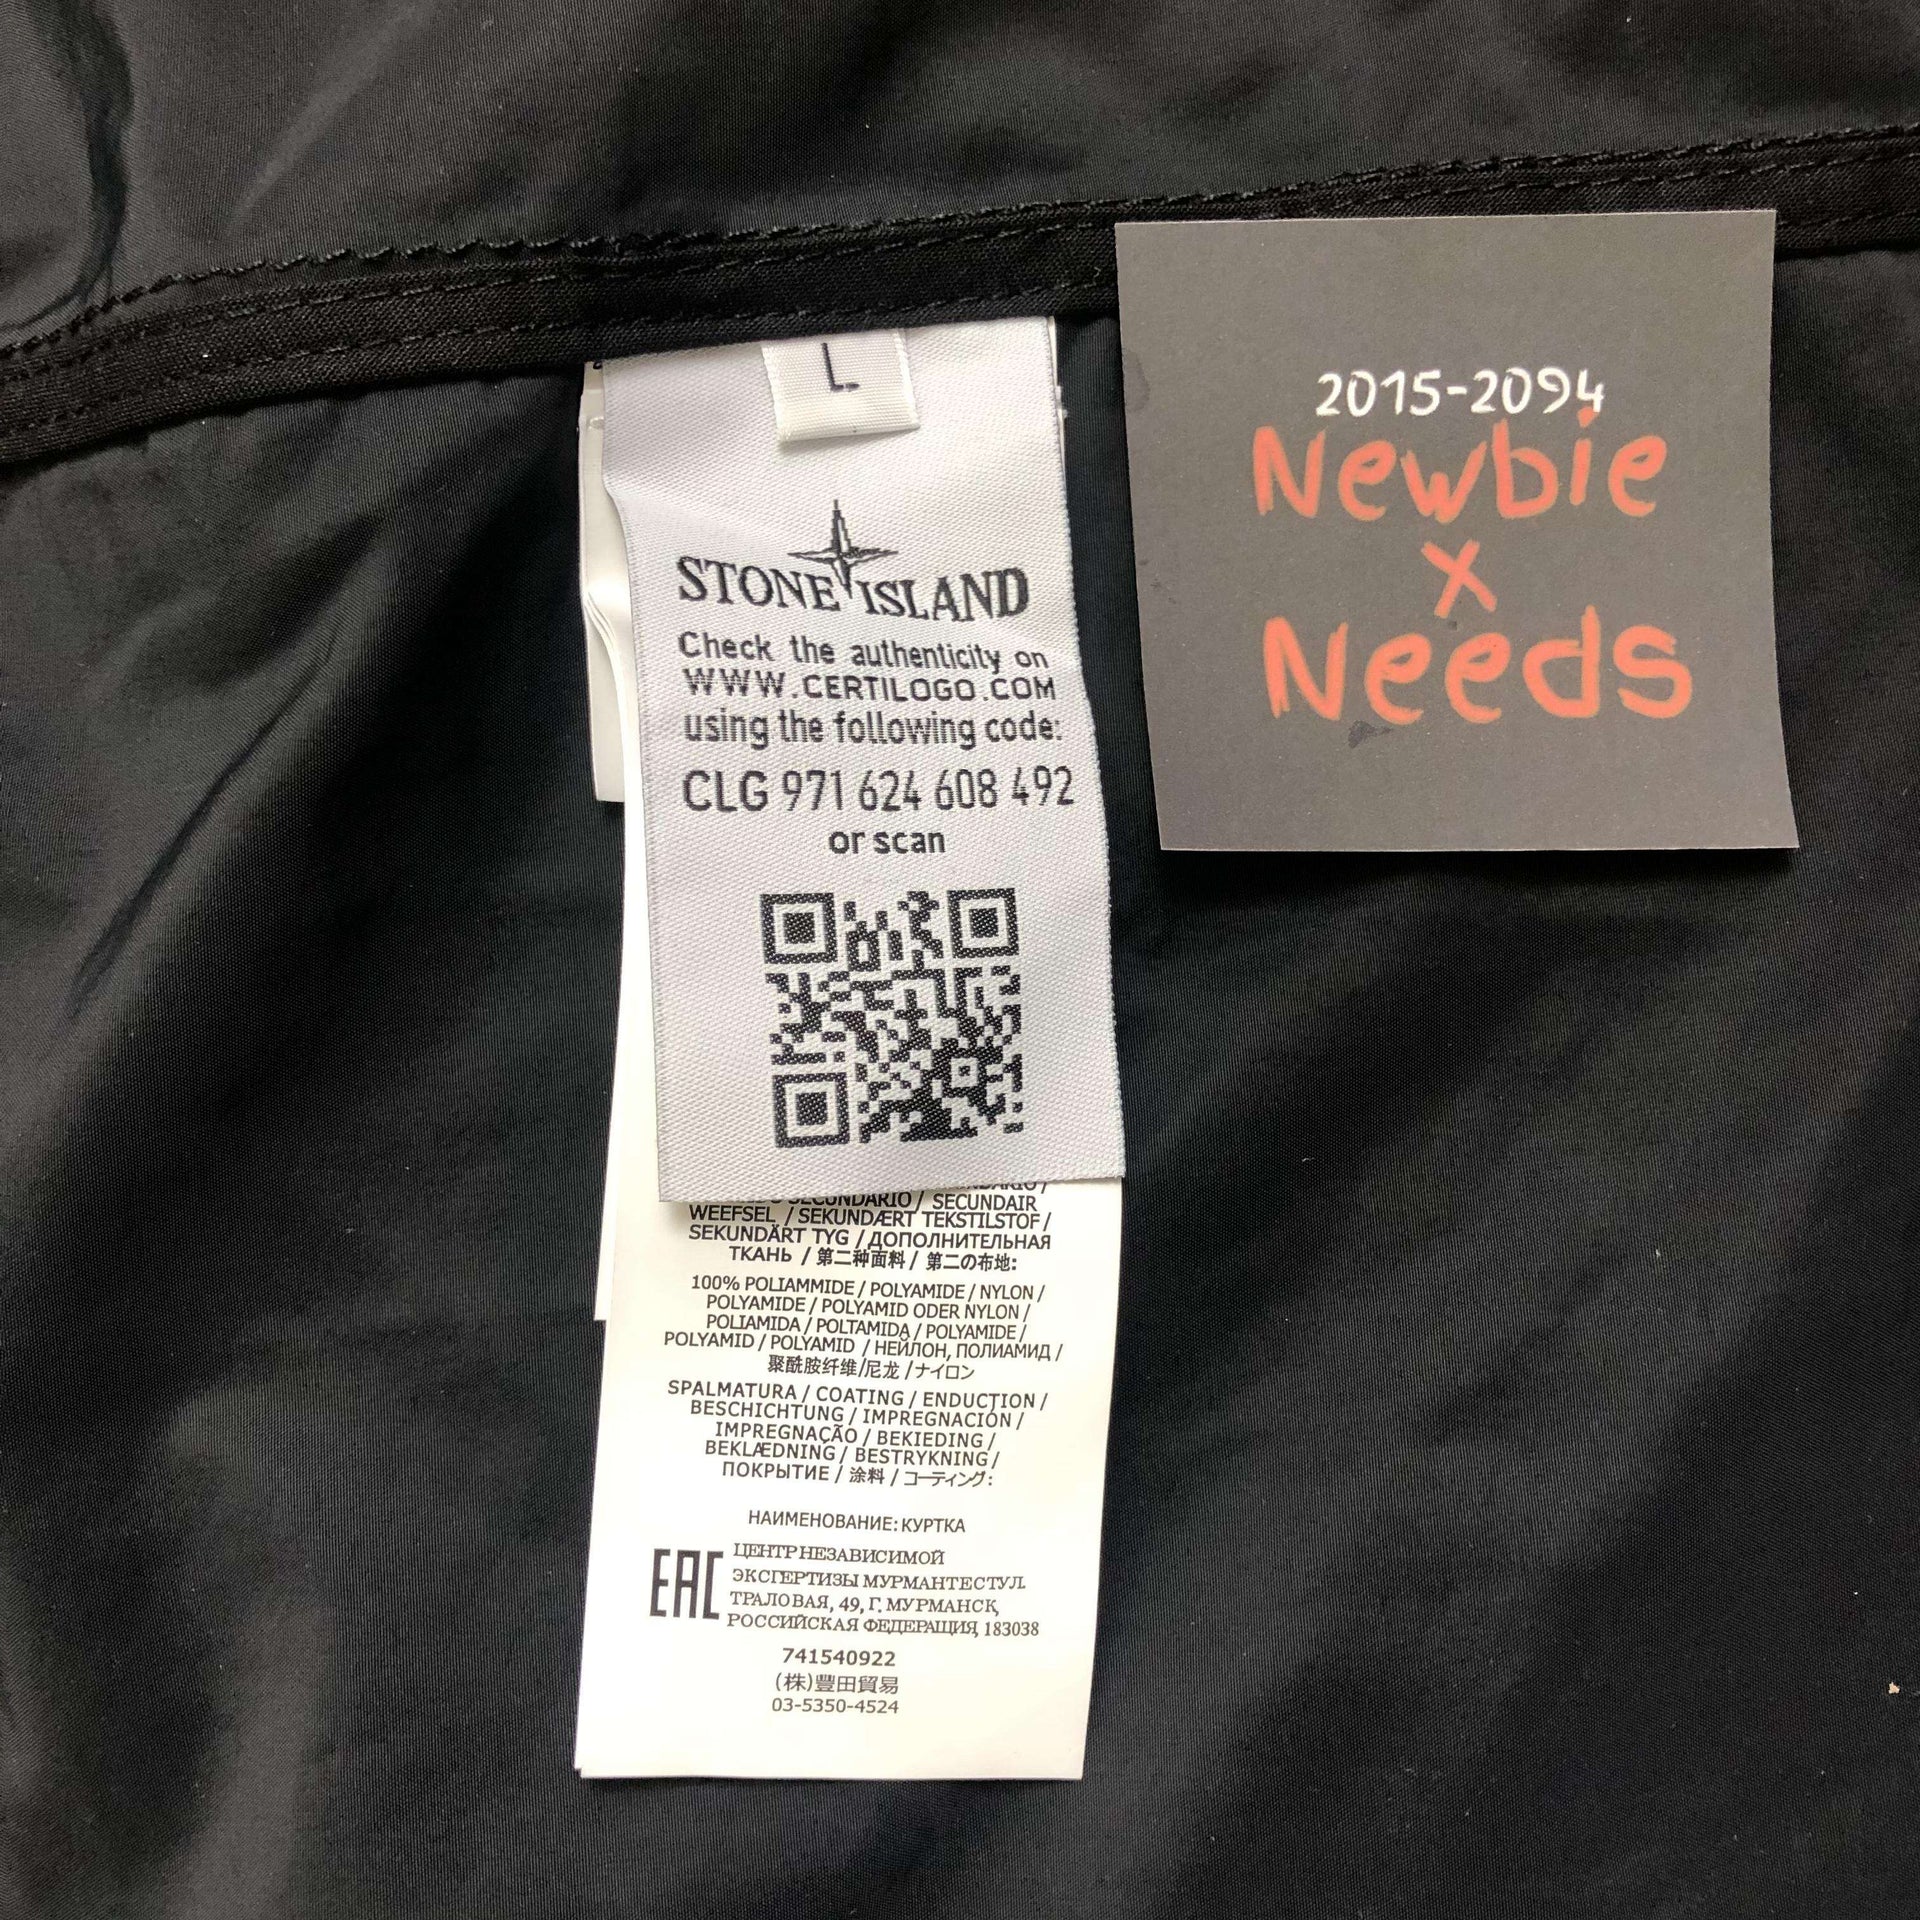 L
STONE ISLAND
Check the authenticity on
WWW.CERTILOGO.COM
using the following code:
CLG 971 624 608 492
or scan
SECUNDARIO / SECUNDAIR
WEEFSEL / SEKUNDÆRT TEKSTILSTOF /
SEKUNDÄRT TYG / ДОПОЛНИТЕЛЬНАЯ
ТКАНЬ / 第二种面料 / 第二の布地:
100% POLIAMMIDE / POLYAMIDE / NYLON /
POLYAMIDE / POLYAMID ODER NYLON /
POLIAMIDA / POLTAMIDA / POLYAMIDE /
POLYAMID / POLYAMID / НЕЙЛОН, ПОЛИАМИД /
聚酰胺纤维/尼龙 /ナイロン
SPALMATURA / COATING / ENDUCTION /
BESCHICHTUNG / IMPREGNACIÓN /
IMPREGNAÇÃO / BEKIEDING /
BEKLÆDNING / BESTRYKNING /
ПОКРЫТИЕ / 涂料 / コーティング:
НАИМЕНОВАНИЕ: КУРТКА
EAC
ЦЕНТР НЕЗАВИСИМОЙ
ЭКСГЕРТИЗЫ МУРМАНТЕСТУЛ.
ТРАЛОВАЯ, 49, Г. МУРМАНСК,
РОССИЙСКАЯ ФЕДЕРАЦИЯ, 183038
741540922
(株)豐田貿易
03-5350-4524
2015-2094
Newbie
x
Needs